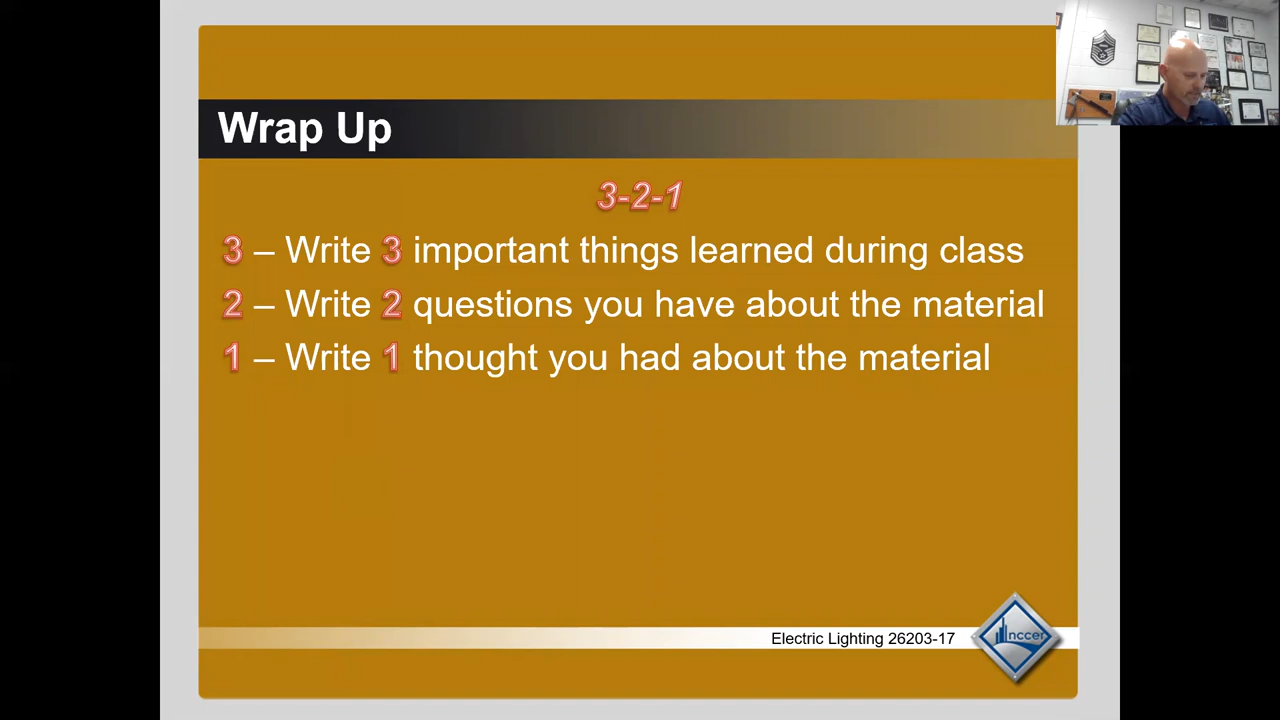 Wrap Up
3-2-1
3 – Write 3 important things learned during class
2 – Write 2 questions you have about the material
1 – Write 1 thought you had about the material
Electric Lighting 26203-17
nccer